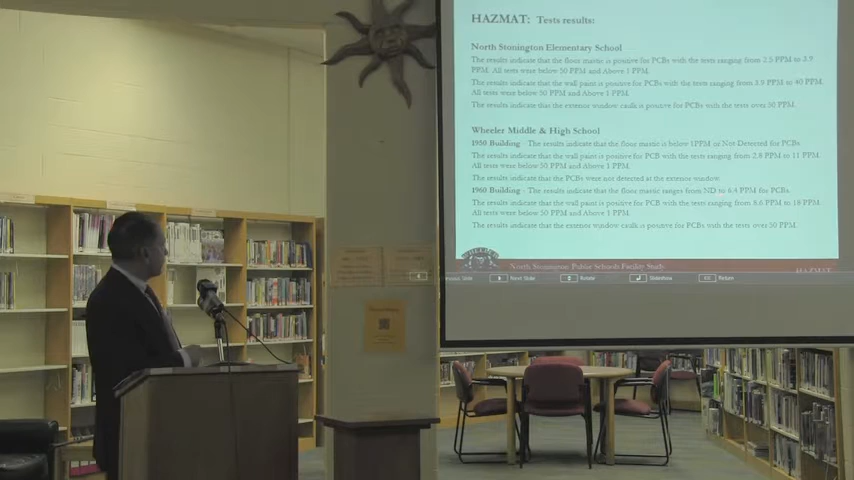 HAZMAT: Tests results:
North Stonington Elementary School
The results indicate that the floor mastic is positive for PCBs with the tests ranging from 2.5 PPM to 3.9
PPM. All tests were below 50 PPM and Above 1 PPM.
The results indicate that the wall paint is positive for PCBs with the tests ranging from 3.9 PPM to 40 PPM.
All tests were below 50 PPM and Above 1 PPM.
The results indicate that the exterior window caulk is positive for PCBs with the tests over 50 PPM.
Wheeler Middle & High School
1950 Building - The results indicate that the floor mastic is below 1PPM or Not Detected for PCBs.
The results indicate that the wall paint is positive for PCB with the tests ranging from 2.8 PPM to 11 PPM.
All tests were below 50 PPM and Above 1 PPM.
The results indicate that the PCBs were not detected at the exterior window.
1960 Building - The results indicate that the floor mastic ranges from ND to 6.4 PPM for PCBs.
The results indicate that the wall paint is positive for PCB with the tests ranging from 8.6 PPM to 18 PPM.
All tests were below 50 PPM and Above 1 PPM.
The results indicate that the exterior window caulk is positive for PCBs with the tests over 50 PPM.
WHEELER
North Stonington Public Schools Facility Study
HAZMAT
Slide
Next Slide
Rotate
Slideshow
Return